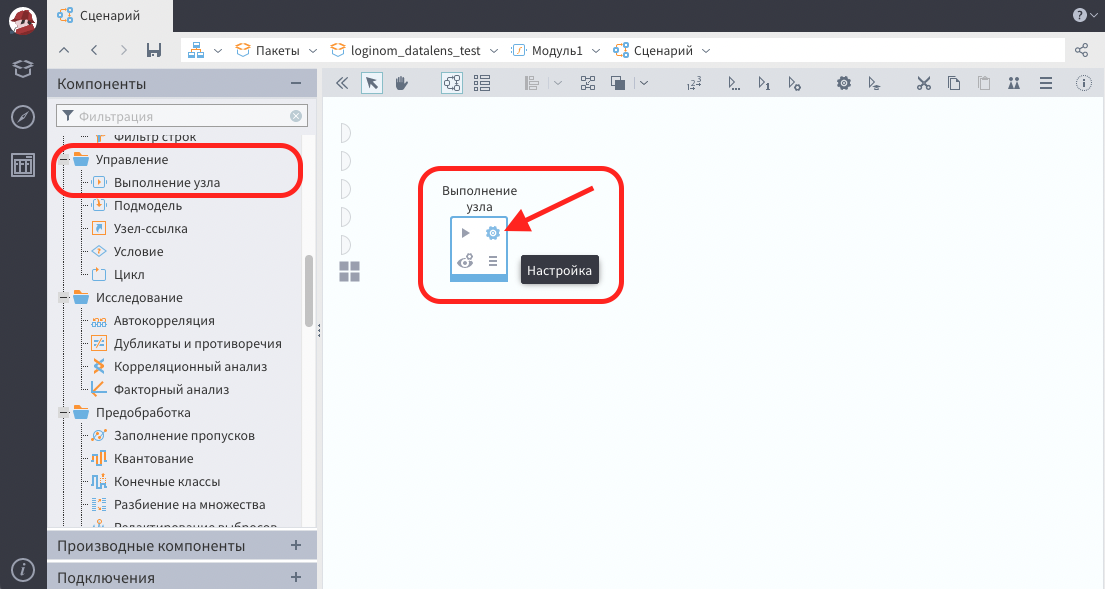 Сценарий
Пакеты
loginom_datalens_test
Модуль1
Сценарий
Компоненты
Фильтрация
Фильтр строк
Управление
Выполнение узла
Подмодель
Узел-ссылка
Условие
Цикл
Исследование
Автокорреляция
Дубликаты и противоречия
Корреляционный анализ
Факторный анализ
Предобработка
Заполнение пропусков
Квантование
Конечные классы
Разбиение на множества
Редактирование выбросов
Производные компоненты
Подключения
Выполнение
узла
Настройка